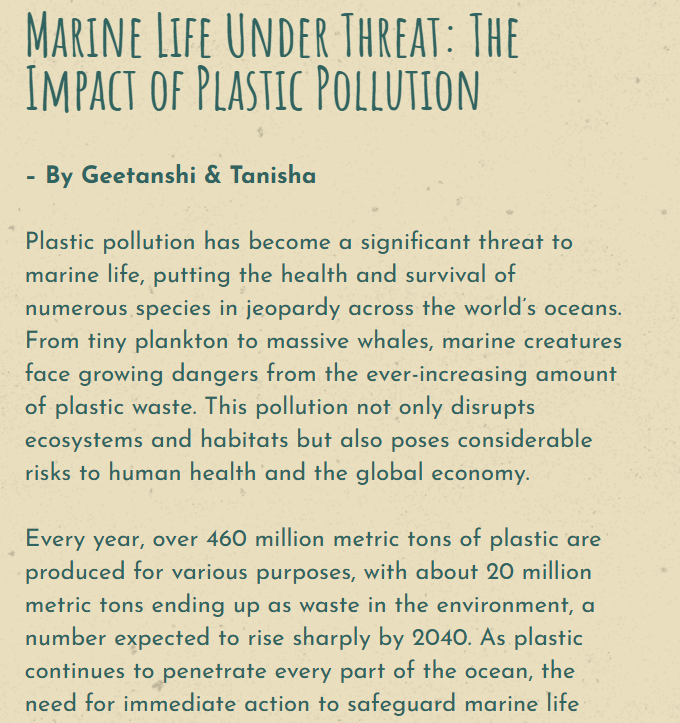 Marine Life Under Threat: The
Impact of Plastic Pollution
– By Geetanshi & Tanisha
Plastic pollution has become a significant threat to
marine life, putting the health and survival of
numerous species in jeopardy across the world's oceans.
From tiny plankton to massive whales, marine creatures
face growing dangers from the ever-increasing amount
of plastic waste. This pollution not only disrupts
ecosystems and habitats but also poses considerable
risks to human health and the global economy.
Every year, over 460 million metric tons of plastic are
produced for various purposes, with about 20 million
metric tons ending up as waste in the environment, a
number expected to rise sharply by 2040. As plastic
continues to penetrate every part of the ocean, the
need for immediate action to safeguard marine life